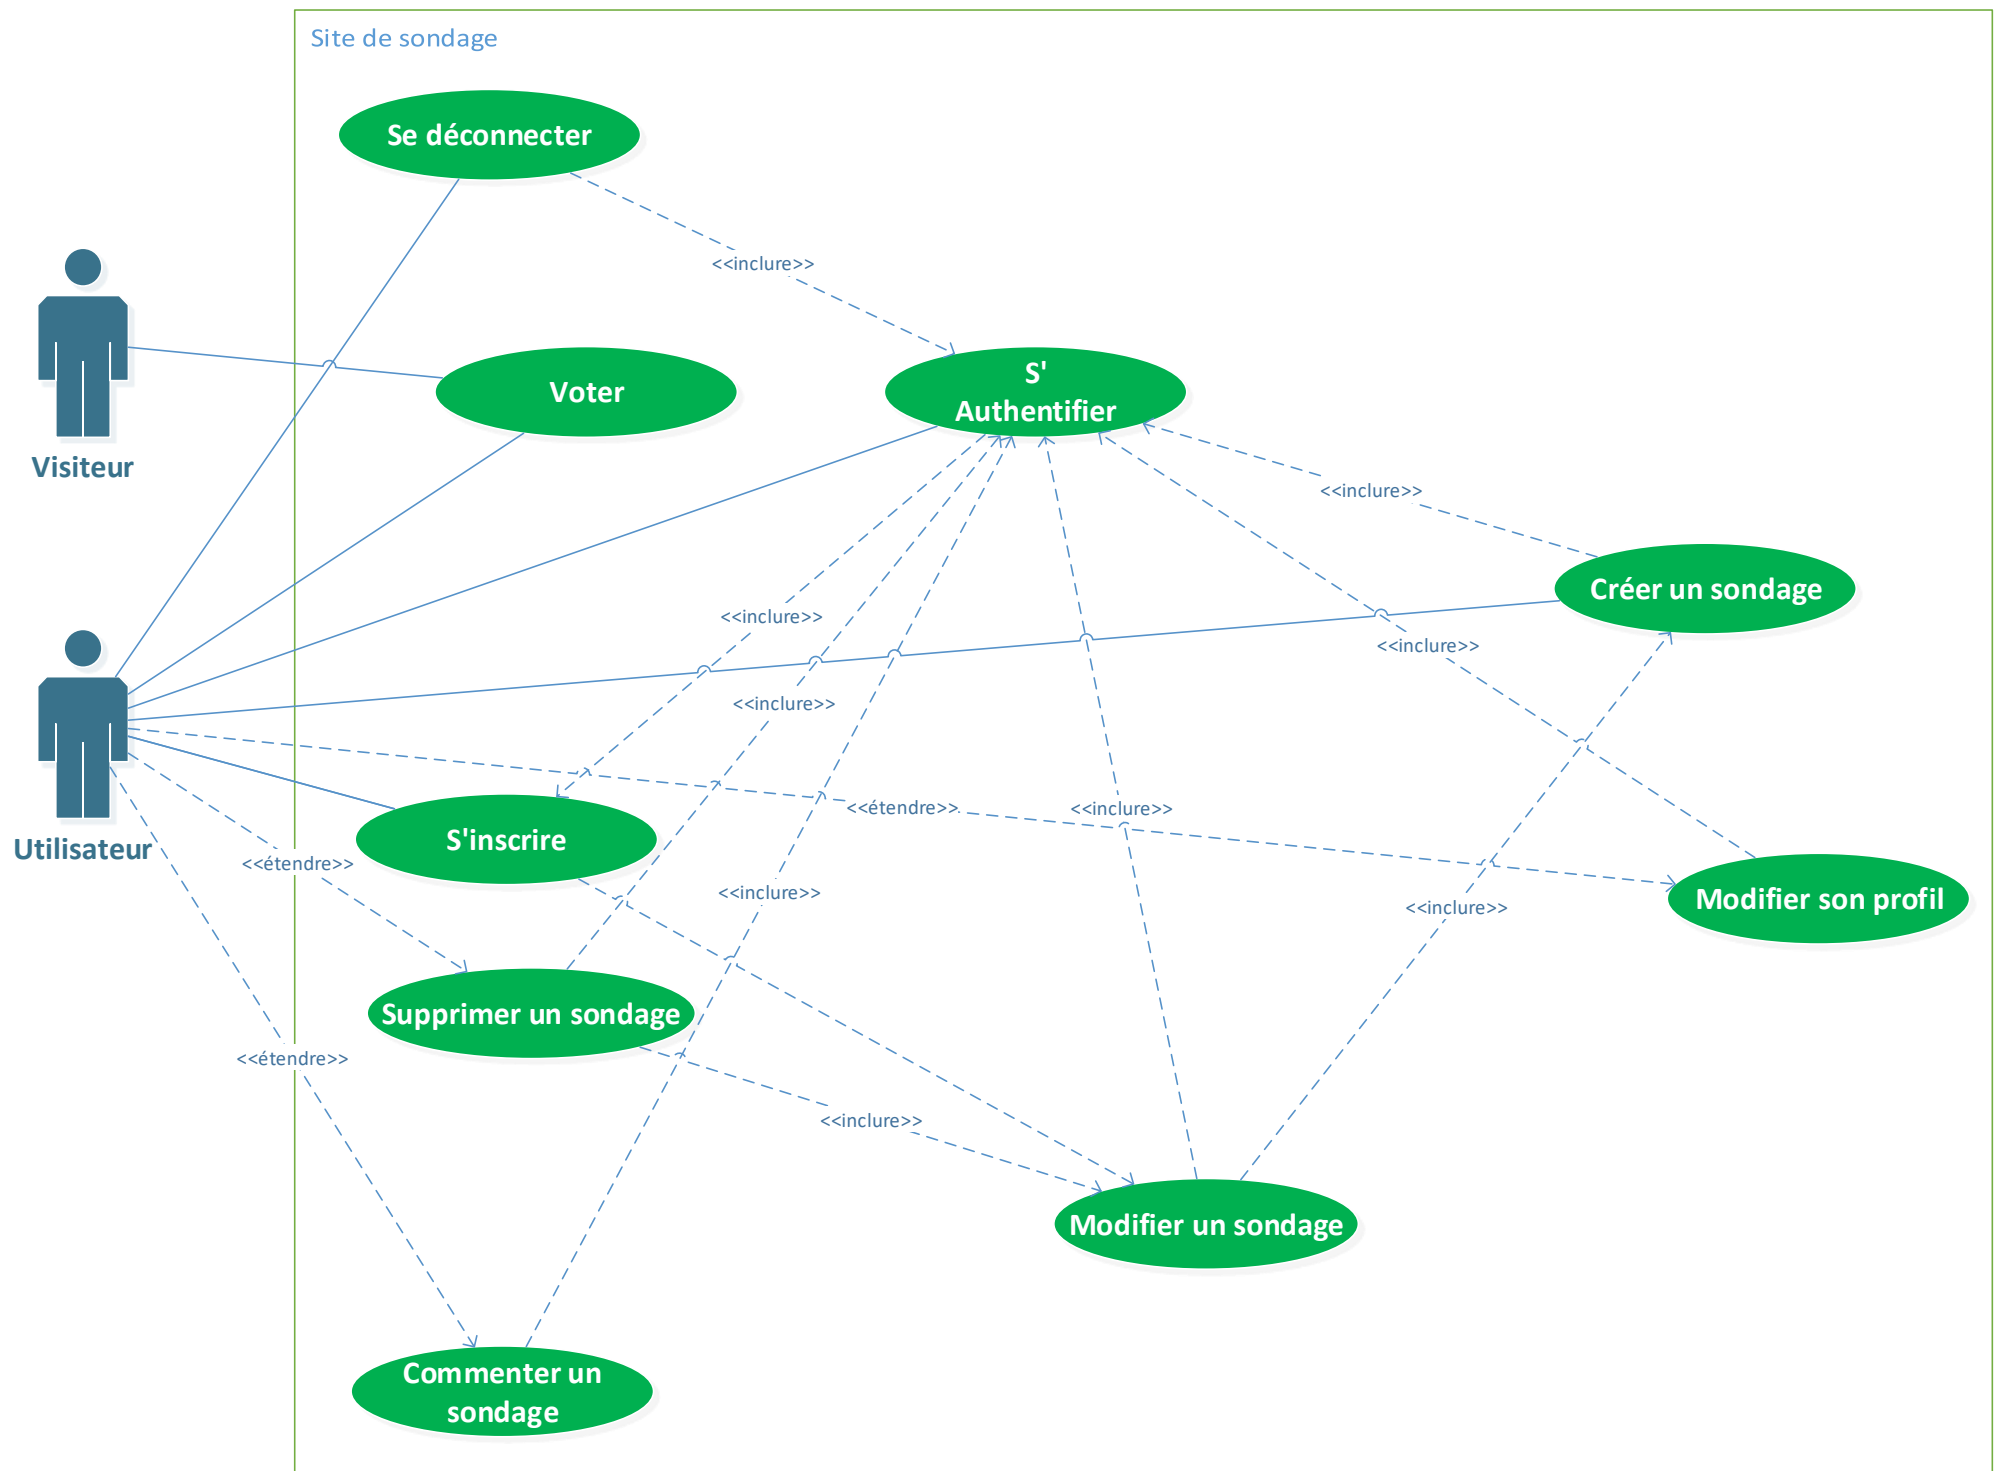 Site de sondage
Se déconnecter
<<inclure>>
Voter
S'
Authentifier
Visiteur
<<inclure>>
Créer un sondage
<<inclure>>
<<inclure>>
<<inclure>>
<<étendre>>
<<inclure>>
S'inscrire
Utilisateur
<<étendre>>
<<inclure>>
Modifier son profil
<<inclure>>
Supprimer un sondage
<<étendre>>
<<inclure>>
Modifier un sondage
Commenter un
sondage